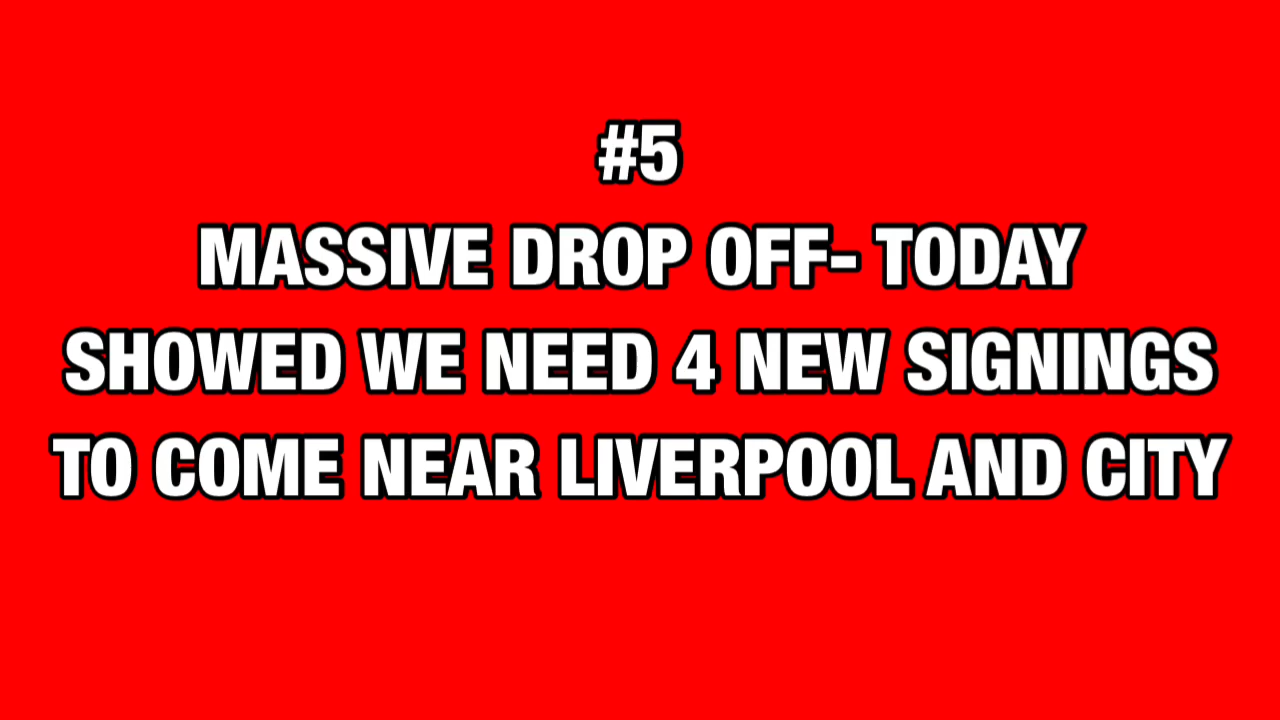 #5
MASSIVE DROP OFF- TODAY
SHOWED WE NEED 4 NEW SIGNINGS
TO COME NEAR LIVERPOOL AND CITY